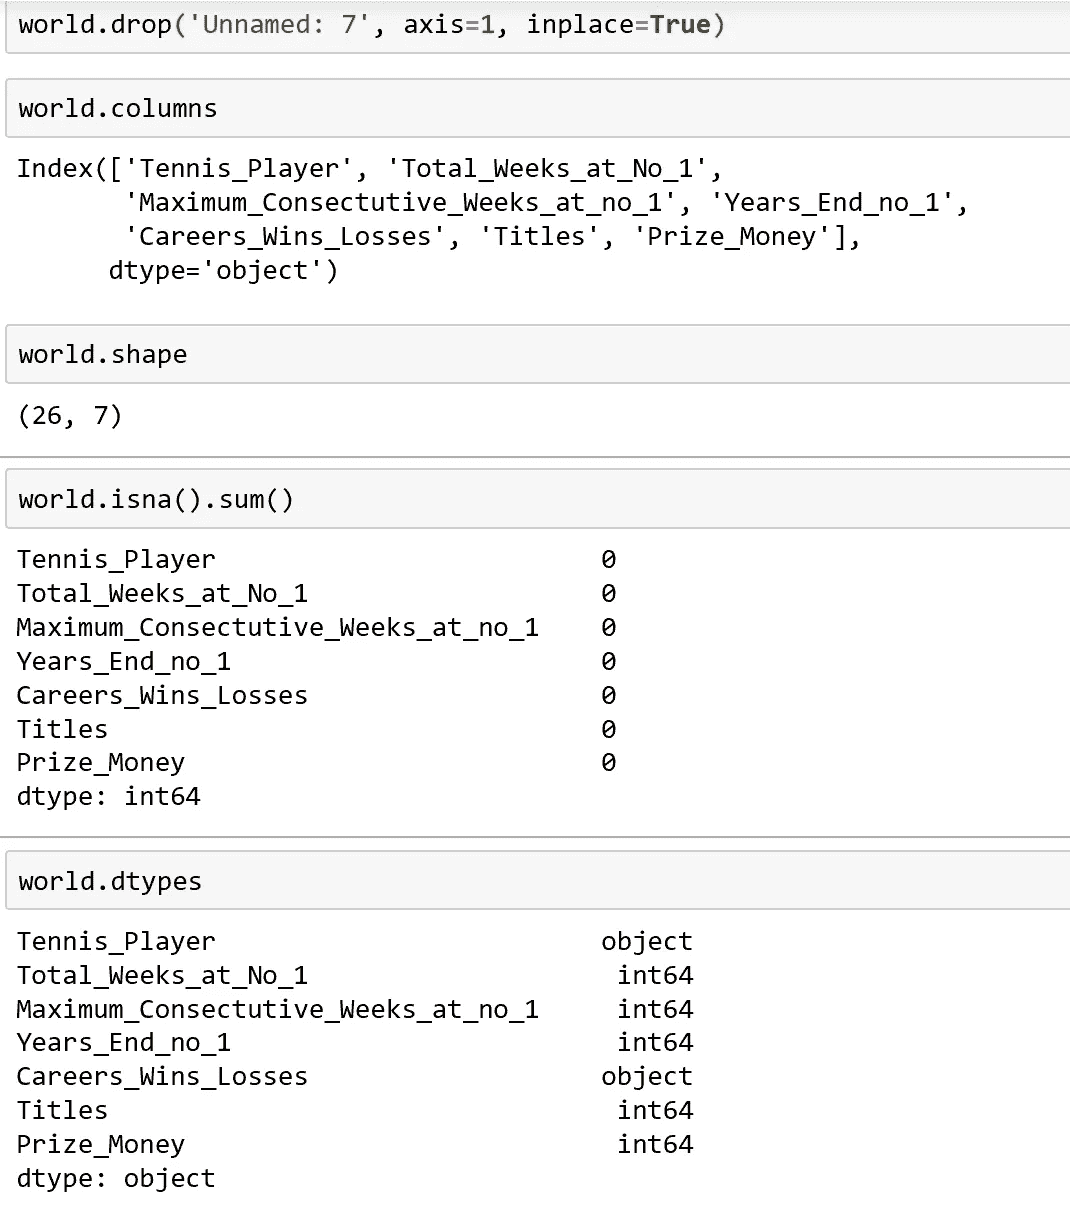 world.drop('Unnamed: 7', axis=1, inplace=True)
world.columns
Index(['Tennis_Player', 'Total_Weeks_at_No_1',
'Maximum_Consectutive_Weeks_at_no_1', 'Years_End_no_1',
'Careers_Wins_Losses', 'Titles', 'Prize_Money'],
dtype='object')
world.shape
(26, 7)
world.isna().sum()
Tennis_Player 0
Total_Weeks_at_No_1 0
Maximum_Consectutive_Weeks_at_no_1 0
Years_End_no_1 0
Careers_Wins_Losses 0
Titles 0
Prize_Money 0
dtype: int64
world.dtypes
Tennis_Player object
Total_Weeks_at_No_1 int64
Maximum_Consectutive_Weeks_at_no_1 int64
Years_End_no_1 int64
Careers_Wins_Losses object
Titles int64
Prize_Money int64
dtype: object